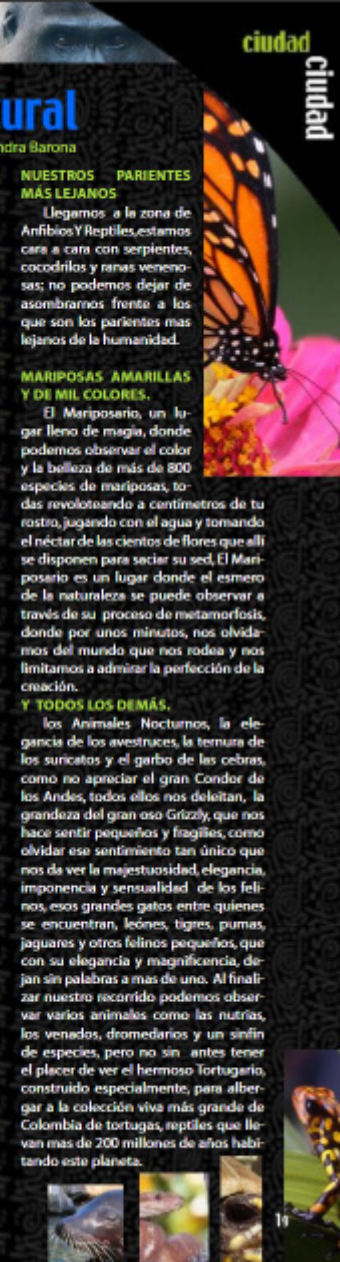 ciudad
ciudad
ural
ndra Barona
NUESTROS PARIENTES
MÁS LEJANOS
Llegamos a la zona de
Anfibios Y Reptiles,estamos
cara a cara con serpientes,
cocodrilos y ranas veneno-
sas; no podemos dejar de
asombrarnos frente a los
que son los parientes mas
lejanos de la humanidad.
MARIPOSAS AMARILLAS
Y DE MIL COLORES.
El Mariposario, un lu-
gar lleno de magia, donde
podemos observar el color
y la belleza de más de 800
especies de mariposas, to-
das revoloteando a centímetros de tu
rostro, jugando con el agua y tomando
el néctar de las cientos de flores que allí
se disponen para saciar su sed, El Mari-
posario es un lugar donde el esmero
de la naturaleza se puede observar a
través de su proceso de metamorfosis,
donde por unos minutos, nos olvida-
mos del mundo que nos rodea y nos
limitamos a admirar la perfección de la
creación.
Y TODOS LOS DEMÁS.
los Animales Nocturnos, la ele-
gancia de los avestruces, la ternura de
los suricatos y el garbo de las cebras,
como no apreciar el gran Condor de
los Andes, todos ellos nos deleitan, la
grandeza del gran oso Grizzly, que nos
hace sentir pequeños y fragilies, como
olvidar ese sentimiento tan único que
nos da ver la majestuosidad, elegancia,
imponencia y sensualidad de los feli-
nos, esos grandes gatos entre quienes
se encuentran, leónes, tigres, pumas,
jaguares y otros felinos pequeños, que
con su elegancia y magnificencia, de-
jan sin palabras a mas de uno. Al finali-
zar nuestro recorrido podemos obser-
var varios animales como las nutrias,
los venados, dromedarios y un sinfin
de especies, pero no sin antes tener
el placer de ver el hermoso Tortugario,
construido especialmente, para alber-
gar a la colección viva más grande de
Colombia de tortugas, reptiles que lle-
van mas de 200 millones de años habi-
tando este planeta.